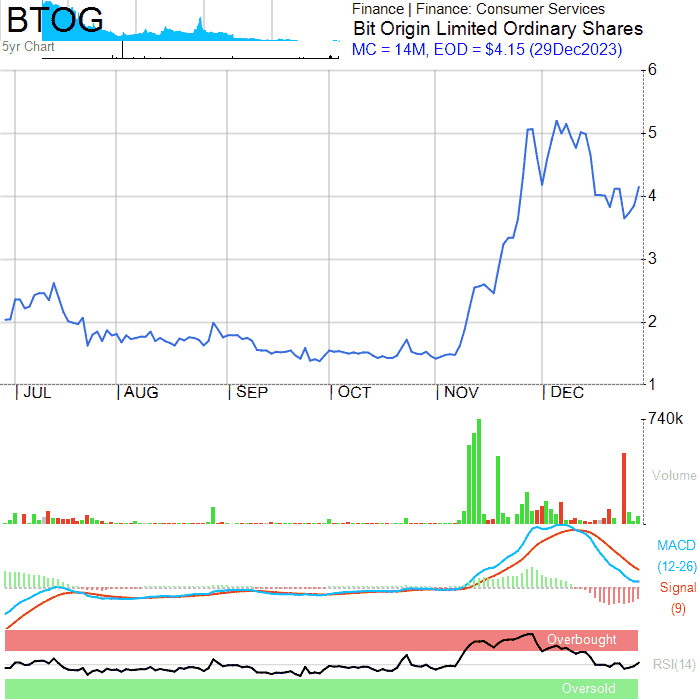 BTOG
5yr Chart
Finance | Finance: Consumer Services
Bit Origin Limited Ordinary Shares
MC = 14M, EOD = $4.15 (29Dec2023)
6
5
4
3
2
1
JUL AUG SEP OCT NOV DEC
740k
Volume
MACD
(12-26)
Signal
(9)
Overbought
RSI(14)
Oversold